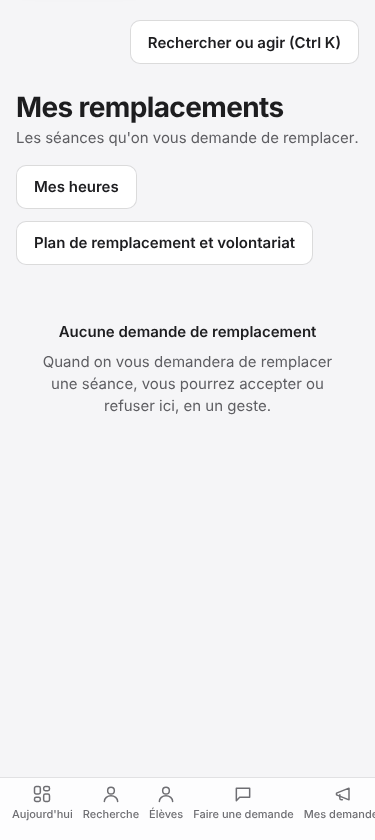 Rechercher ou agir (Ctrl K)
Mes remplacements
Les séances qu'on vous demande de remplacer.
Mes heures
Plan de remplacement et volontariat
Aucune demande de remplacement
Quand on vous demandera de remplacer
une séance, vous pourrez accepter ou
refuser ici, en un geste.
Aujourd'hui Recherche Élèves Faire une demande Mes demande